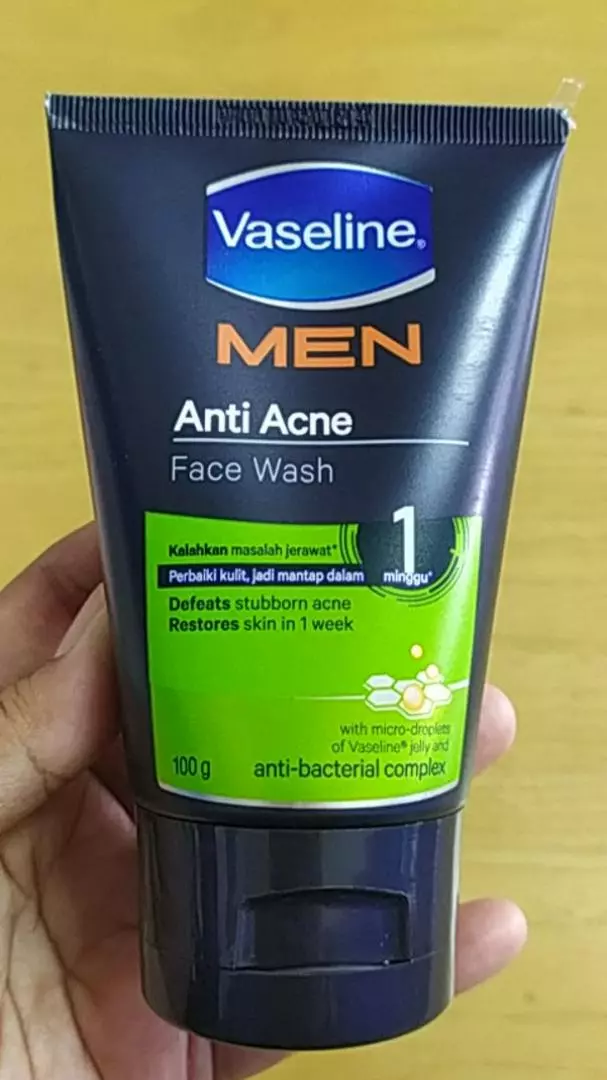 Vaseline®
MEN
Anti Acne
Face Wash
Kalahkan masalah jerawat*
1
Perbaiki kulit, jadi mantap dalam minggu*
Defeats stubborn acne
Restores skin in 1 week
with micro-droplets
of Vaseline® jelly and
100 g anti-bacterial complex